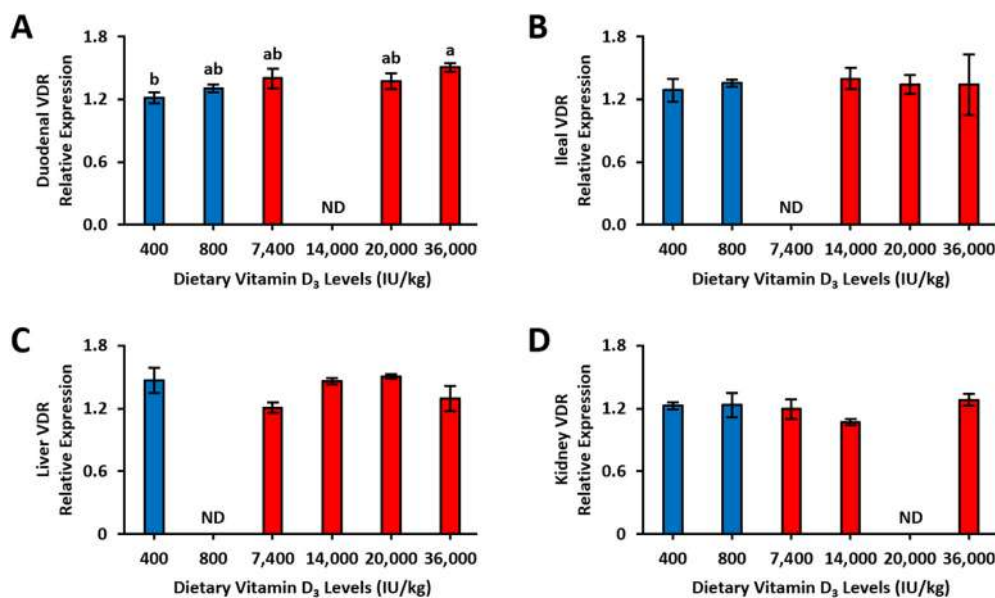 A
Duodenal VDR
Relative Expression
1.8
1.2
0.6
0.0
b
ab
ab
ND
ab
a
400 800 7,400 14,000 20,000 36,000
Dietary Vitamin D₃ Levels (IU/kg)
B
Ileal VDR
Relative Expression
1.8
1.2
0.6
0.0
ND
400 800 7,400 14,000 20,000 36,000
Dietary Vitamin D₃ Levels (IU/kg)
C
Liver VDR
Relative Expression
1.8
1.2
0.6
0
ND
400 800 7,400 14,000 20,000 36,000
Dietary Vitamin D₃ Levels (IU/kg)
D
Kidney VDR
Relative Expression
1.8
1.2
0.6
0
ND
400 800 7,400 14,000 20,000 36,000
Dietary Vitamin D₃ Levels (IU/kg)